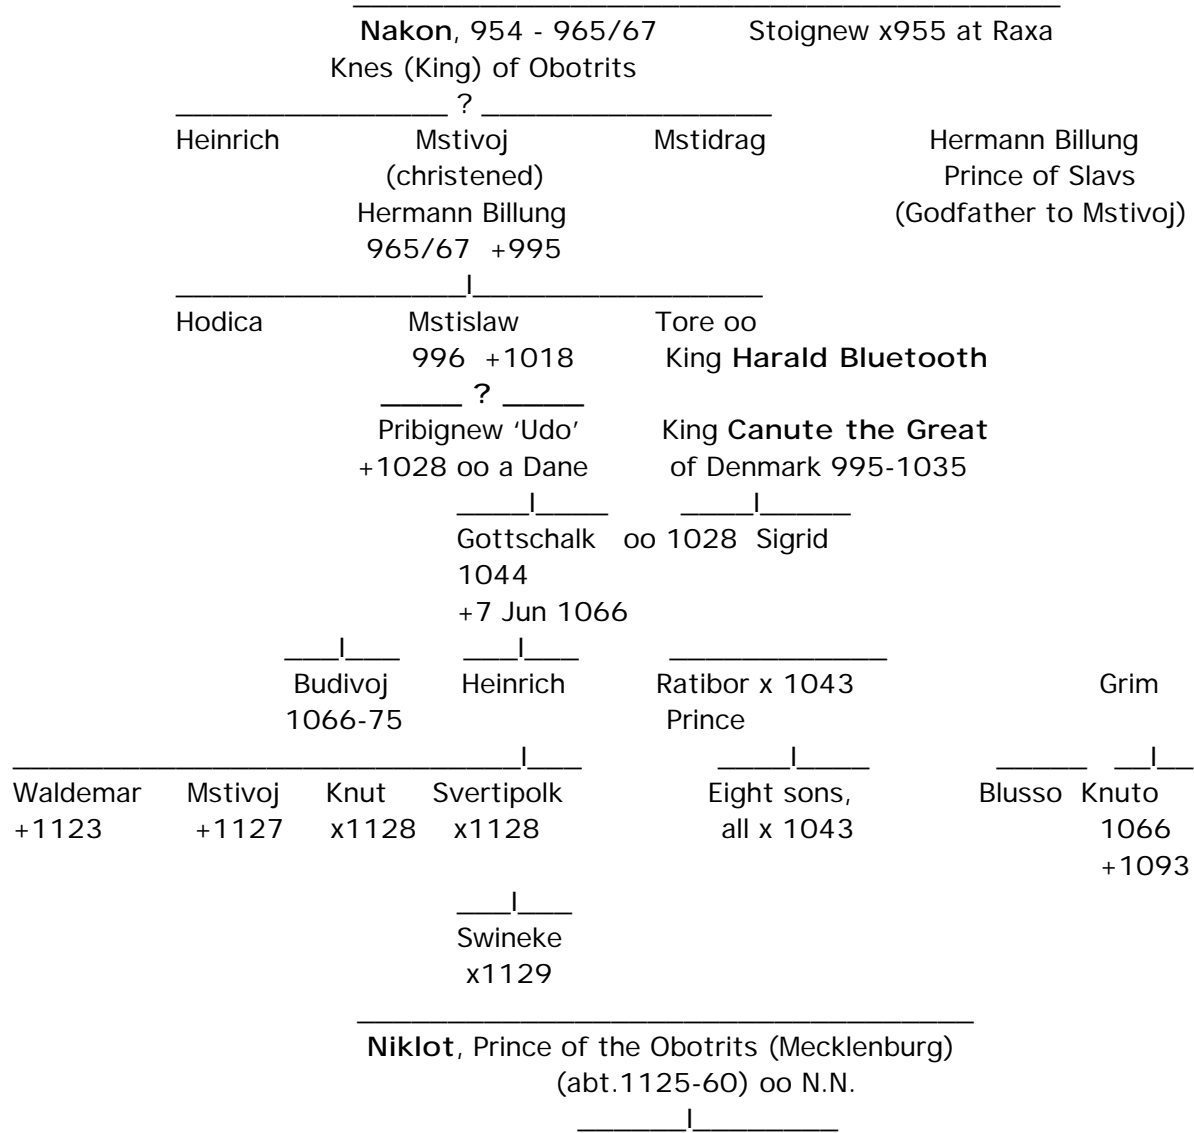 Nakon, 954 - 965/67 Stoignew x955 at Raxa
Knes (King) of Obotrits
?
Heinrich Mstivoj Mstidrag Hermann Billung
(christened) Prince of Slavs
Hermann Billung (Godfather to Mstivoj)
965/67 +995
Hodica Mstislaw Tore oo
996 +1018 King Harald Bluetooth
?
Pribignew ‘Udo’ King Canute the Great
+1028 oo a Dane of Denmark 995-1035
Gottschalk oo 1028 Sigrid
1044
+7 Jun 1066
Budivoj Heinrich Ratibor x 1043 Grim
1066-75 Prince
Waldemar Mstivoj Knut Svertipolk Eight sons, Blusso Knuto
+1123 +1127 x1128 x1128 all x 1043 1066
+1093
Swineke
x1129
Niklot, Prince of the Obotrits (Mecklenburg)
(abt.1125-60) oo N.N.